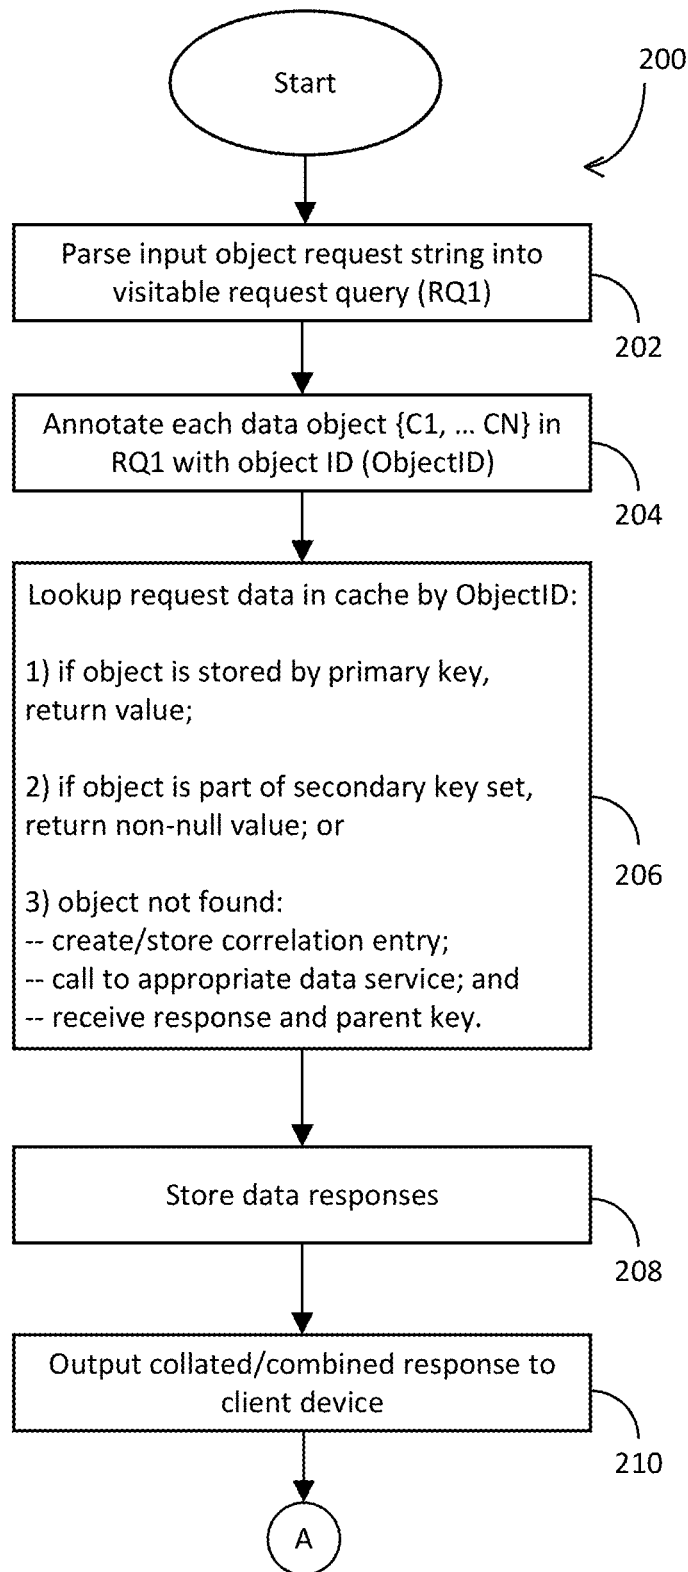 Start
200
Parse input object request string into
visitable request query (RQ1)
202
Annotate each data object {C1, ... CN} in
RQ1 with object ID (ObjectID)
204
Lookup request data in cache by ObjectID:
1) if object is stored by primary key,
return value;
2) if object is part of secondary key set,
return non-null value; or
206
3) object not found:
-- create/store correlation entry;
-- call to appropriate data service; and
-- receive response and parent key.
Store data responses
208
Output collated/combined response to
client device
210
A